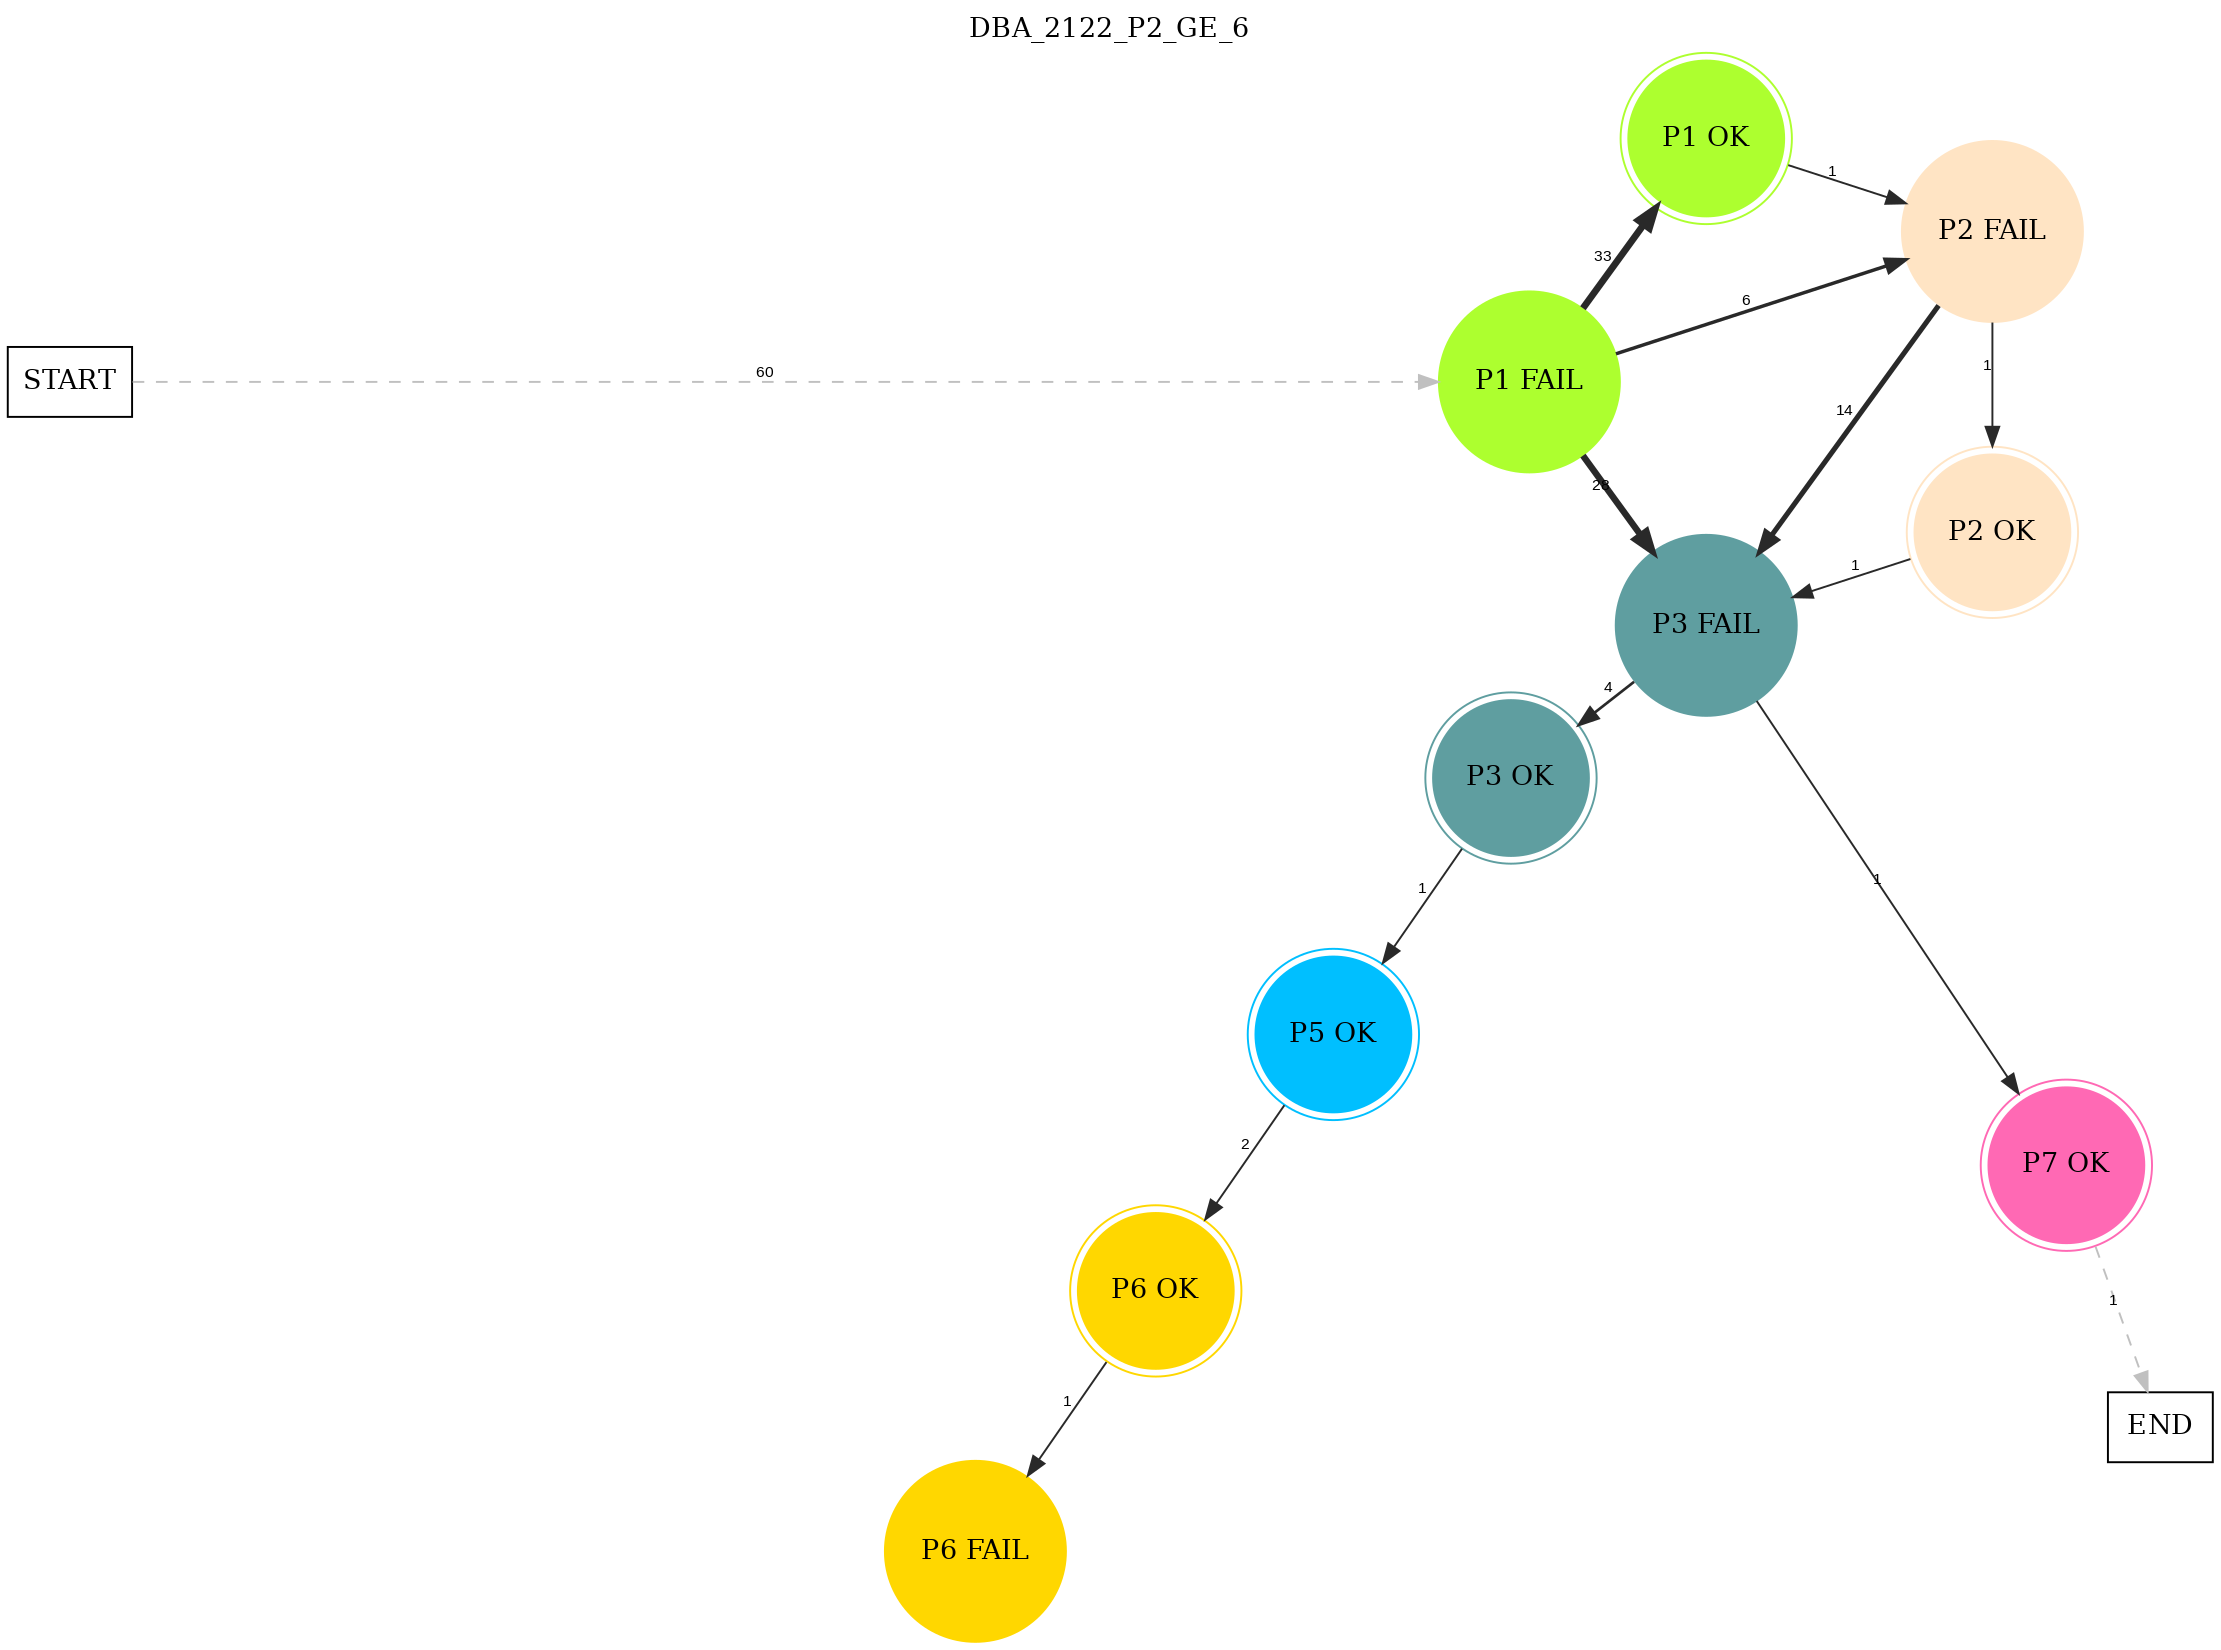 DBA_2122_P2_GE_6
P1 OK
1
P2 FAIL
33
6
START
60
P1 FAIL
1
14
28
P2 OK
1
P3 FAIL
4
P3 OK
1
1
P5 OK
2
P7 OK
P6 OK
1
1
END
P6 FAIL